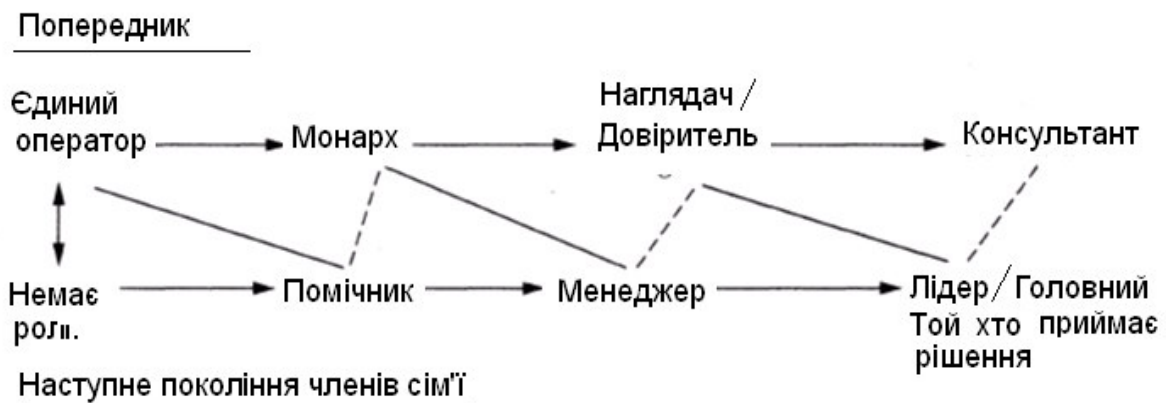 Попередник
Єдиний
оператор
Монарх
Наглядач /
Довіритель
Консультант
Немає
ролі.
Помічник
Менеджер
Лідер/Головний
Той хто приймає
рішення
Наступне покоління членів сім'ї